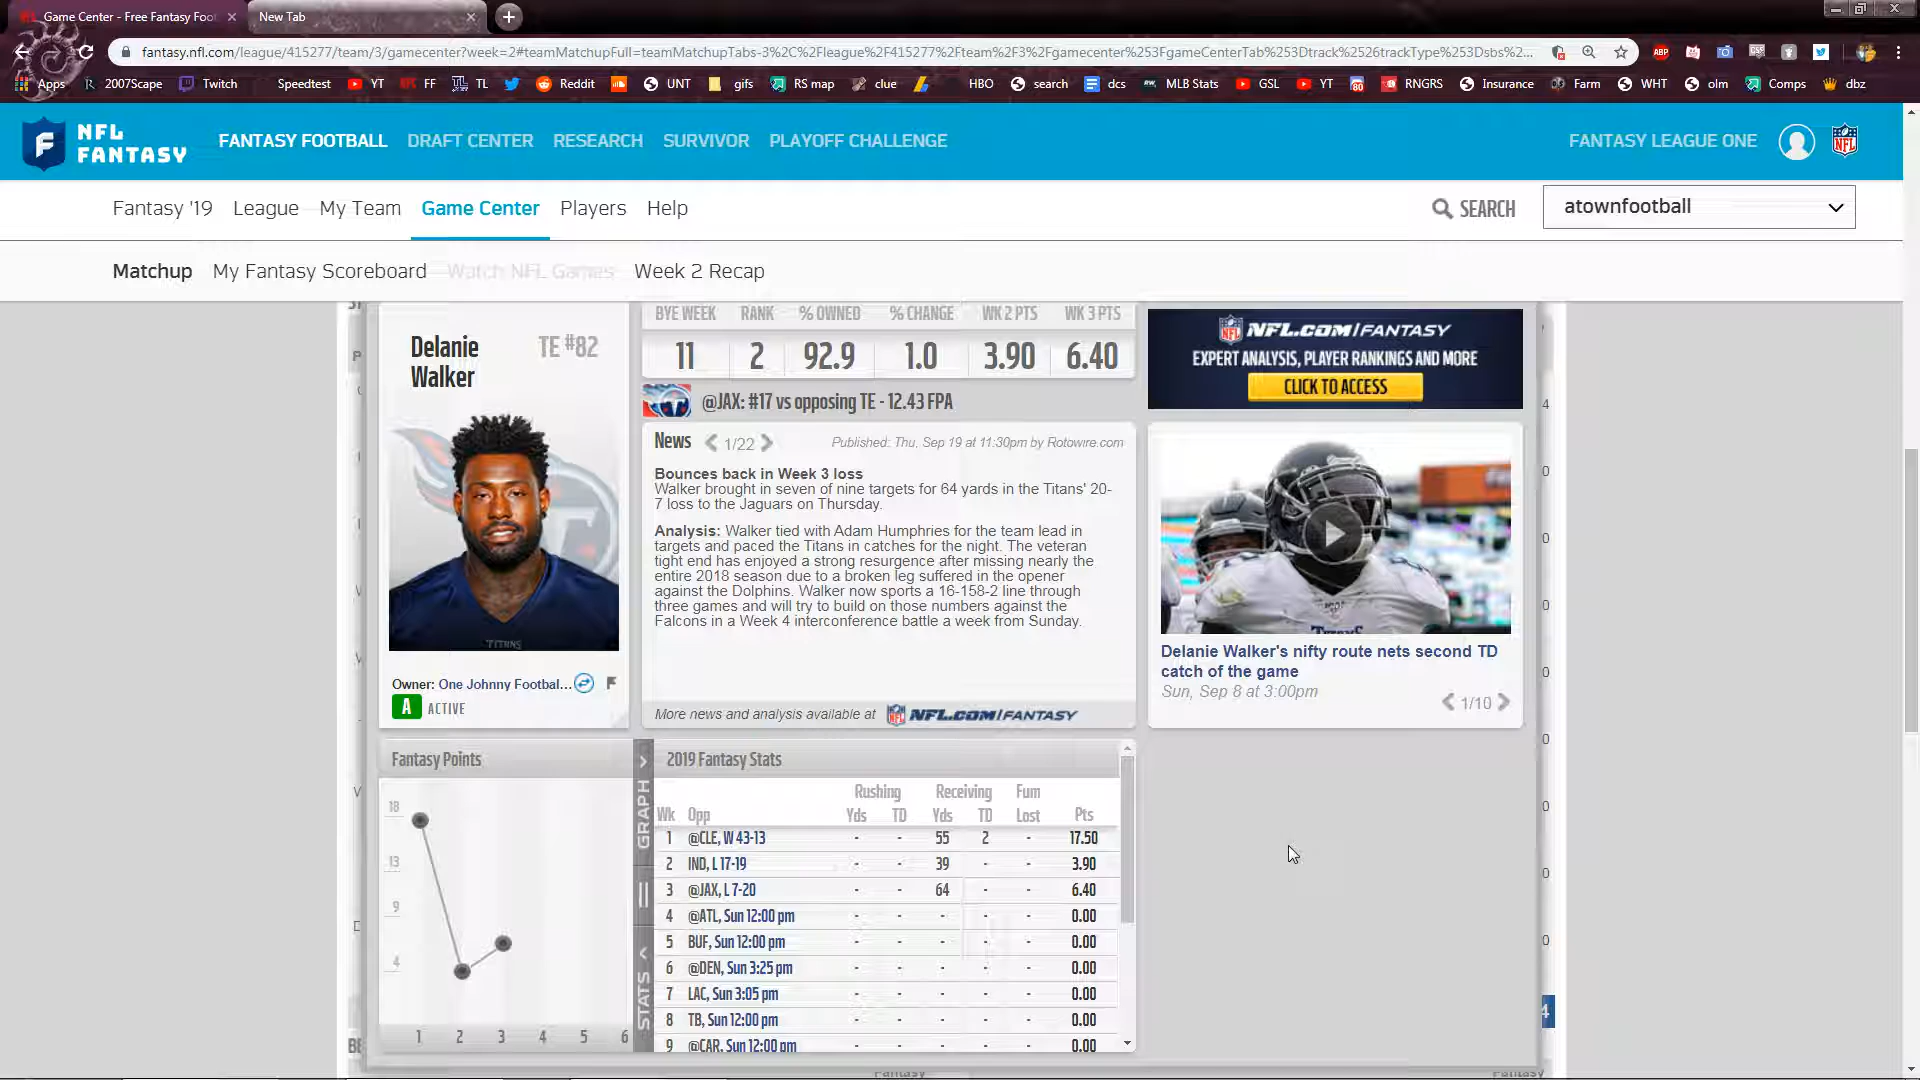 Game Center - Free Fantasy Foot
New Tab
fantasy.nfl.com/league/415277/team/3/gamecenter?week=2#teamMatchupFull=teamMatchupTabs-3%2C%2Fleague%2F415277%2Fteam%2F3%2Fgamecenter%253FgameCenterTab%253Dtrack%2526trackType%253Dsbs%2...
Apps 2007Scape Twitch Speedtest YT FF TL Reddit UNT gifs RS map clue HBO search dcs MLB Stats GSL YT RNGRS Insurance Farm WHT olm Comps dbz
NFL FANTASY
FANTASY FOOTBALL DRAFT CENTER RESEARCH SURVIVOR PLAYOFF CHALLENGE FANTASY LEAGUE ONE
Fantasy '19 League My Team Game Center Players Help SEARCH atownfootball
Matchup My Fantasy Scoreboard Watch NFL Games Week 2 Recap
Delanie Walker TE #82
BYE WEEK RANK % OWNED % CHANGE WK 2 PTS WK 3 PTS
11 2 92.9 1.0 3.90 6.40
@JAX: #17 vs opposing TE - 12.43 FPA
News 1/22 Published: Thu, Sep 19 at 11:30pm by Rotowire.com
Bounces back in Week 3 loss
Walker brought in seven of nine targets for 64 yards in the Titans' 20-
7 loss to the Jaguars on Thursday.
Analysis: Walker tied with Adam Humphries for the team lead in
targets and paced the Titans in catches for the night. The veteran
tight end has enjoyed a strong resurgence after missing nearly the
entire 2018 season due to a broken leg suffered in the opener
against the Dolphins. Walker now sports a 16-158-2 line through
three games and will try to build on those numbers against the
Falcons in a Week 4 interconference battle a week from Sunday.
More news and analysis available at NFL.COM/FANTASY
NFL.COM/FANTASY
EXPERT ANALYSIS, PLAYER RANKINGS AND MORE
CLICK TO ACCESS
Delanie Walker's nifty route nets second TD
catch of the game
Sun, Sep 8 at 3:00pm
1/10
TITANS
Owner: One Johnny Footbal...
A ACTIVE
Fantasy Points
18
13
9
4
1 2 3 4 5 6
GRAPH
STATS
2019 Fantasy Stats
Rushing Receiving Fum
Wk Opp Yds TD Yds TD Lost Pts
1 @CLE, W 43-13 - - 55 2 - 17.50
2 IND, L 17-19 - - 39 - - 3.90
3 @JAX, L 7-20 - - 64 - - 6.40
4 @ATL, Sun 12:00 pm - - - - - 0.00
5 BUF, Sun 12:00 pm - - - - - 0.00
6 @DEN, Sun 3:25 pm - - - - - 0.00
7 LAC, Sun 3:05 pm - - - - - 0.00
8 TB, Sun 12:00 pm - - - - - 0.00
9 @CAR, Sun 12:00 pm - - - - - 0.00